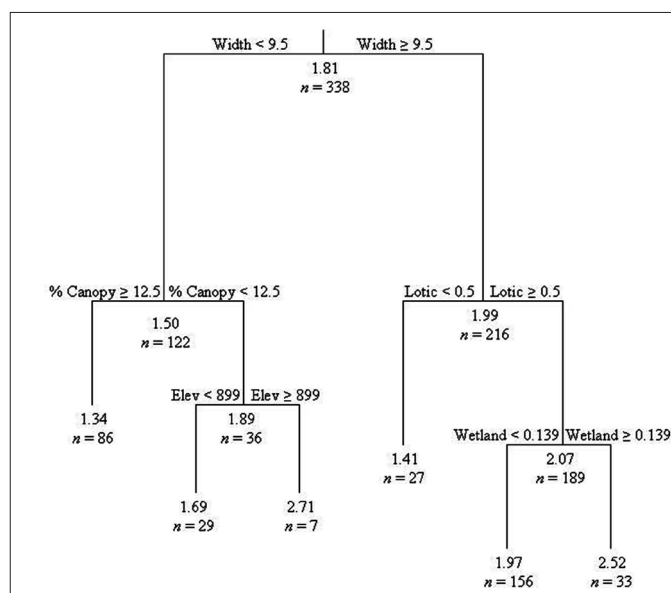 Width < 9.5 Width ≥ 9.5
1.81
n = 338
% Canopy ≥ 12.5 % Canopy < 12.5
1.50
n = 122
Lotic < 0.5 Lotic ≥ 0.5
1.99
n = 216
Elev < 899 Elev ≥ 899
1.34
n = 86
1.89
n = 36
Wetland < 0.139 Wetland ≥ 0.139
1.41
n = 27
2.07
n = 189
1.69
n = 29
2.71
n = 7
1.97
n = 156
2.52
n = 33